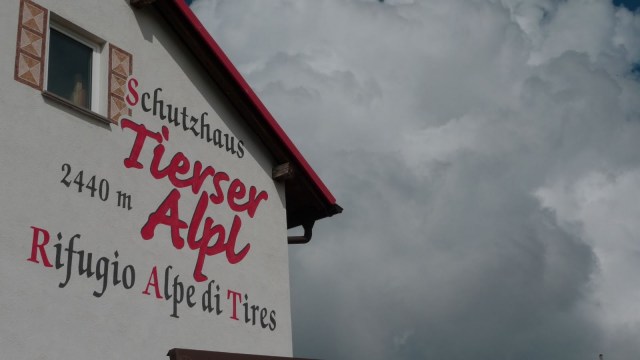 Schutzhaus
Tierser
2440 m
Alpl
Rifugio Alpe di Tires